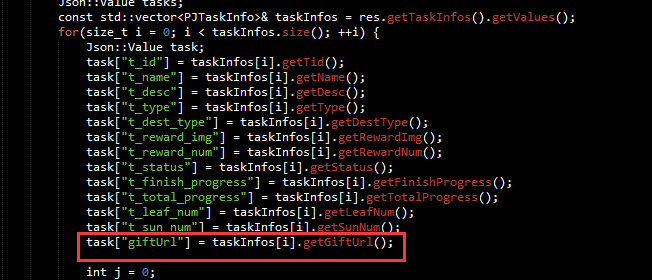 Json::Value tasks;
const std::vector<PJTaskInfo>& taskInfos = res.getTaskInfos().getValues();
for(size_t i = 0; i < taskInfos.size(); ++i) {
Json::Value task;
task["t_id"] = taskInfos[i].getTid();
task["t_name"] = taskInfos[i].getName();
task["t_desc"] = taskInfos[i].getDesc();
task["t_type"] = taskInfos[i].getType();
task["t_dest_type"] = taskInfos[i].getDestType();
task["t_reward_img"] = taskInfos[i].getRewardImg();
task["t_reward_num"] = taskInfos[i].getRewardNum();
task["t_status"] = taskInfos[i].getStatus();
task["t_finish_progress"] = taskInfos[i].getFinishProgress();
task["t_total_progress"] = taskInfos[i].getTotalProgress();
task["t_leaf_num"] = taskInfos[i].getLeafNum();
task["t_sun_num"] = taskInfos[i].getSunNum();
task["giftUrl"] = taskInfos[i].getGiftUrl();
int j = 0;